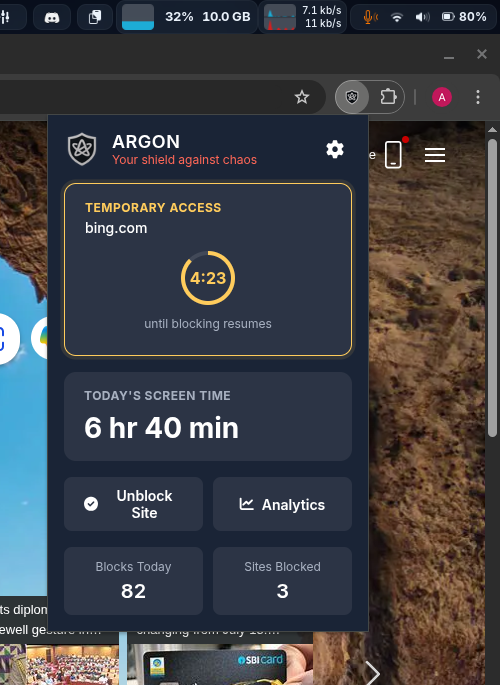 32% 10.0 GB
7.1 kb/s
11 kb/s
80%
A
ARGON
Your shield against chaos
e
TEMPORARY ACCESS
bing.com
4:23
until blocking resumes
TODAY'S SCREEN TIME
6 hr 40 min
Unblock
Site
Analytics
Blocks Today
82
Sites Blocked
3
ts diplom
ewell gesture in...
changing from July 15...
SBI card